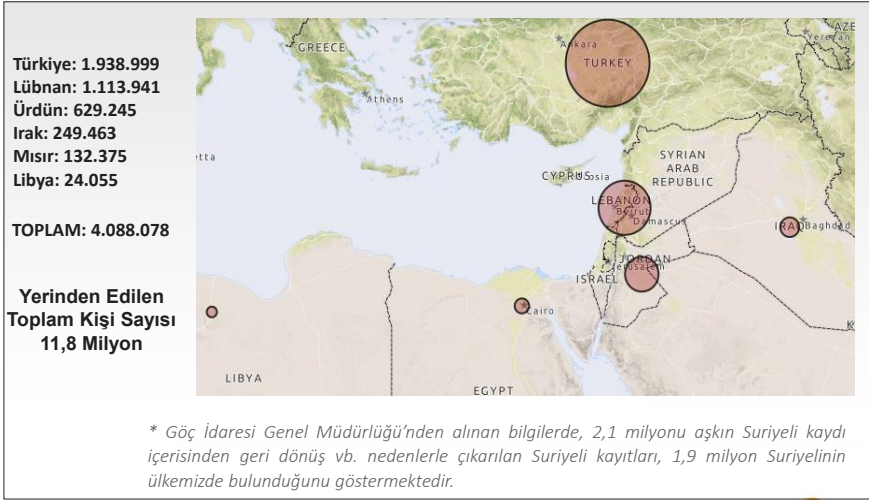 Türkiye: 1.938.999
Lübnan: 1.113.941
Ürdün: 629.245
Irak: 249.463
Mısır: 132.375
Libya: 24.055
TOPLAM: 4.088.078
Yerinden Edilen
Toplam Kişi Sayısı
11,8 Milyon
GREECE
Athens
Ankara
TURKEY
AZE
Yerevan
etta
CYPRUS
osia
SYRIAN
ARAB
REPUBLIC
LEBANON
Beirut
Damascus
IRAQ
Baghdad
JORDAN
Jerusalem
ISRAEL
Cairo
LIBYA
EGYPT
K
* Göç İdaresi Genel Müdürlüğü’nden alınan bilgilerde, 2,1 milyonu aşkın Suriyeli kaydı
içerisinden geri dönüş vb. nedenlerle çıkarılan Suriyeli kayıtları, 1,9 milyon Suriyelinin
ülkemizde bulunduğunu göstermektedir.